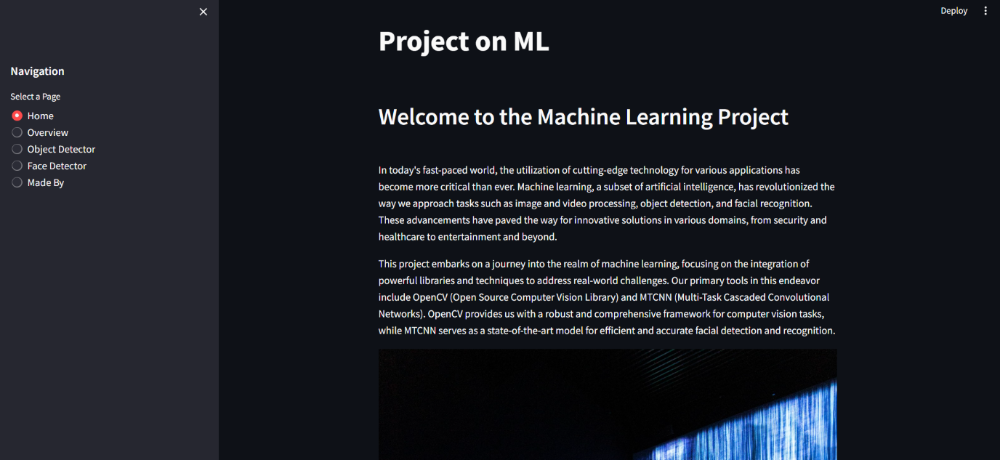 Deploy
Navigation
Select a Page
Home
Overview
Object Detector
Face Detector
Made By
Project on ML
Welcome to the Machine Learning Project
In today's fast-paced world, the utilization of cutting-edge technology for various applications has
become more critical than ever. Machine learning, a subset of artificial intelligence, has revolutionized the
way we approach tasks such as image and video processing, object detection, and facial recognition.
These advancements have paved the way for innovative solutions in various domains, from security and
healthcare to entertainment and beyond.
This project embarks on a journey into the realm of machine learning, focusing on the integration of
powerful libraries and techniques to address real-world challenges. Our primary tools in this endeavor
include OpenCV (Open Source Computer Vision Library) and MTCNN (Multi-Task Cascaded Convolutional
Networks). OpenCV provides us with a robust and comprehensive framework for computer vision tasks,
while MTCNN serves as a state-of-the-art model for efficient and accurate facial detection and recognition.